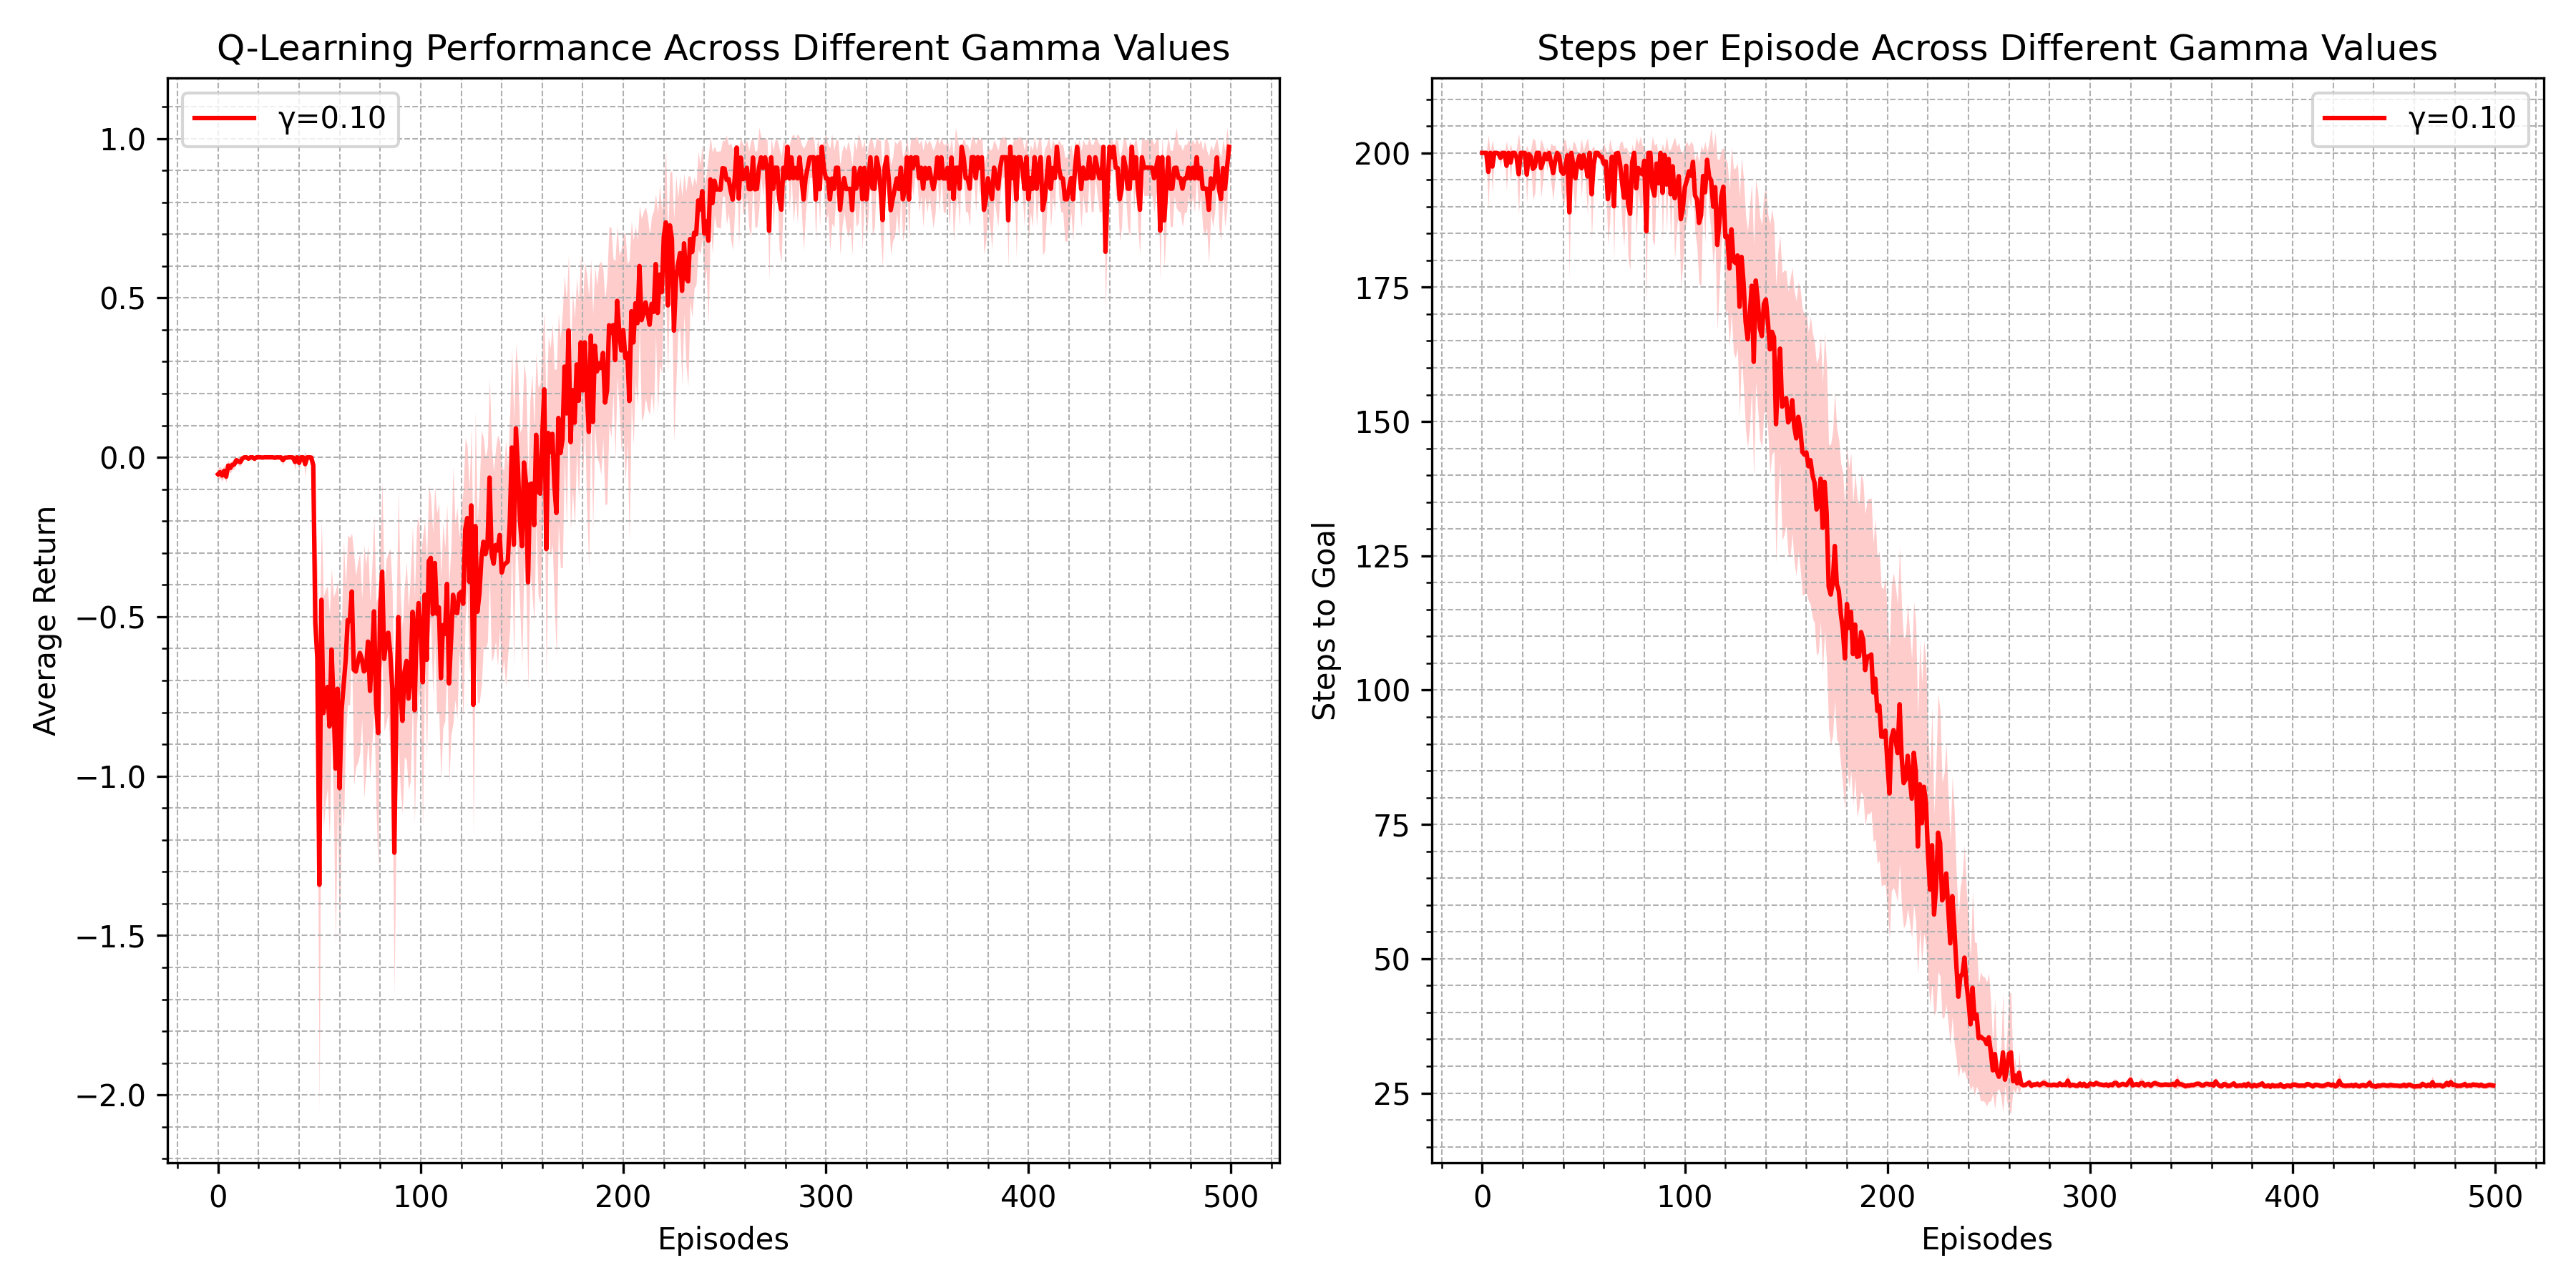 Q-Learning Performance Across Different Gamma Values
γ=0.10
1.0
0.5
0.0
−0.5
−1.0
−1.5
−2.0
Average Return
0 100 200 300 400 500
Episodes
Steps per Episode Across Different Gamma Values
γ=0.10
200
175
150
125
100
75
50
25
Steps to Goal
0 100 200 300 400 500
Episodes